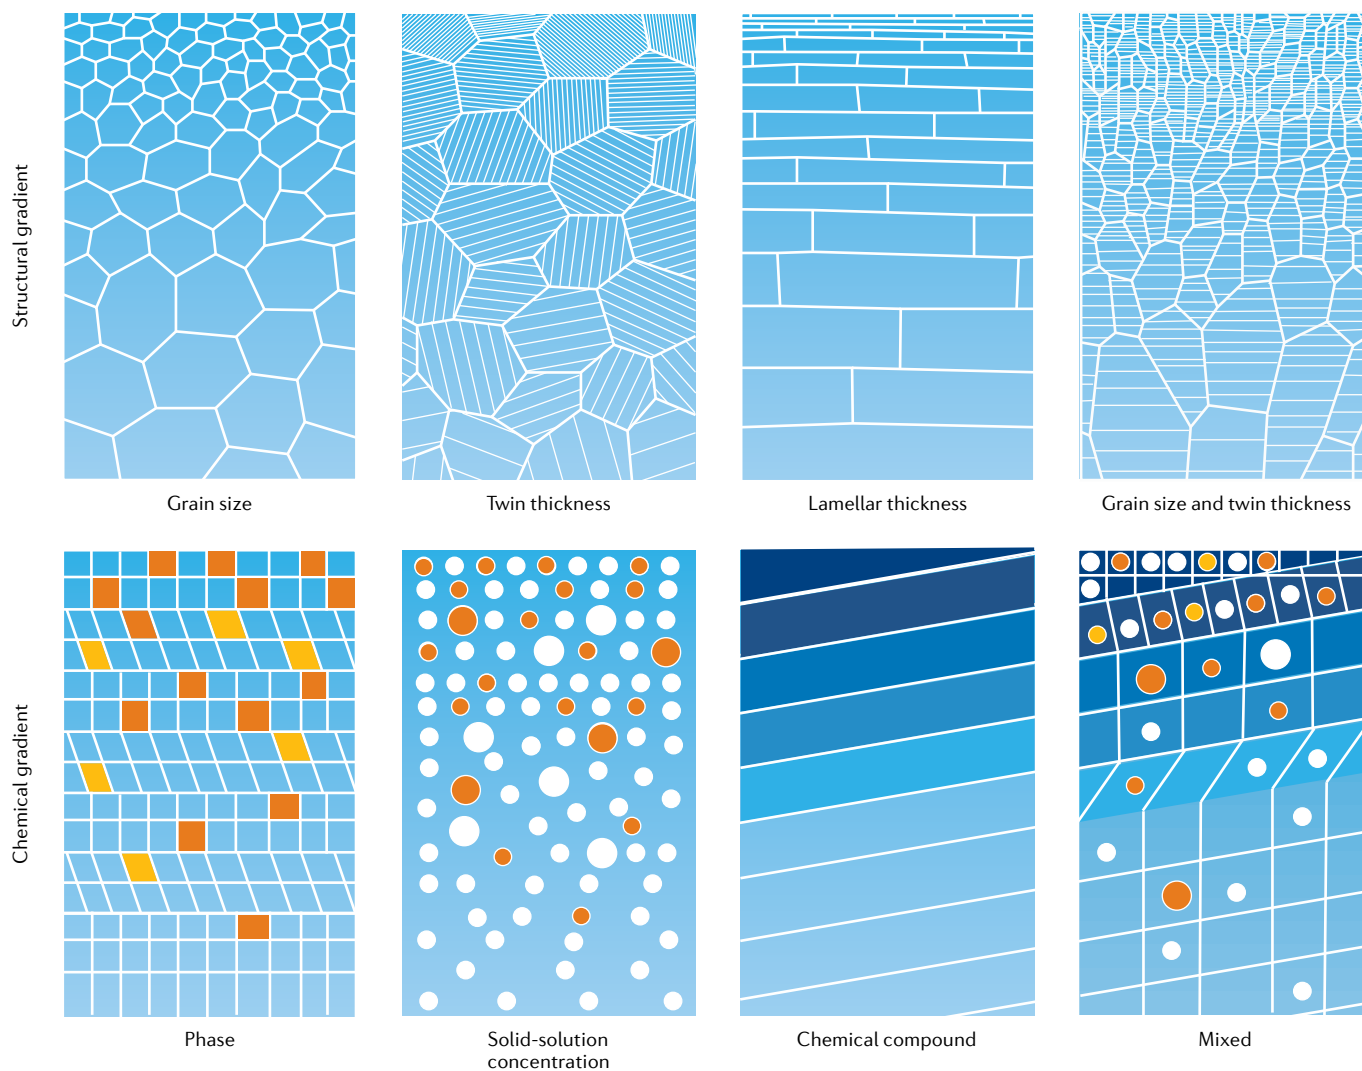 Structural gradient
Grain size
Twin thickness
Lamellar thickness
Grain size and twin thickness
Chemical gradient
Phase
Solid-solution
concentration
Chemical compound
Mixed